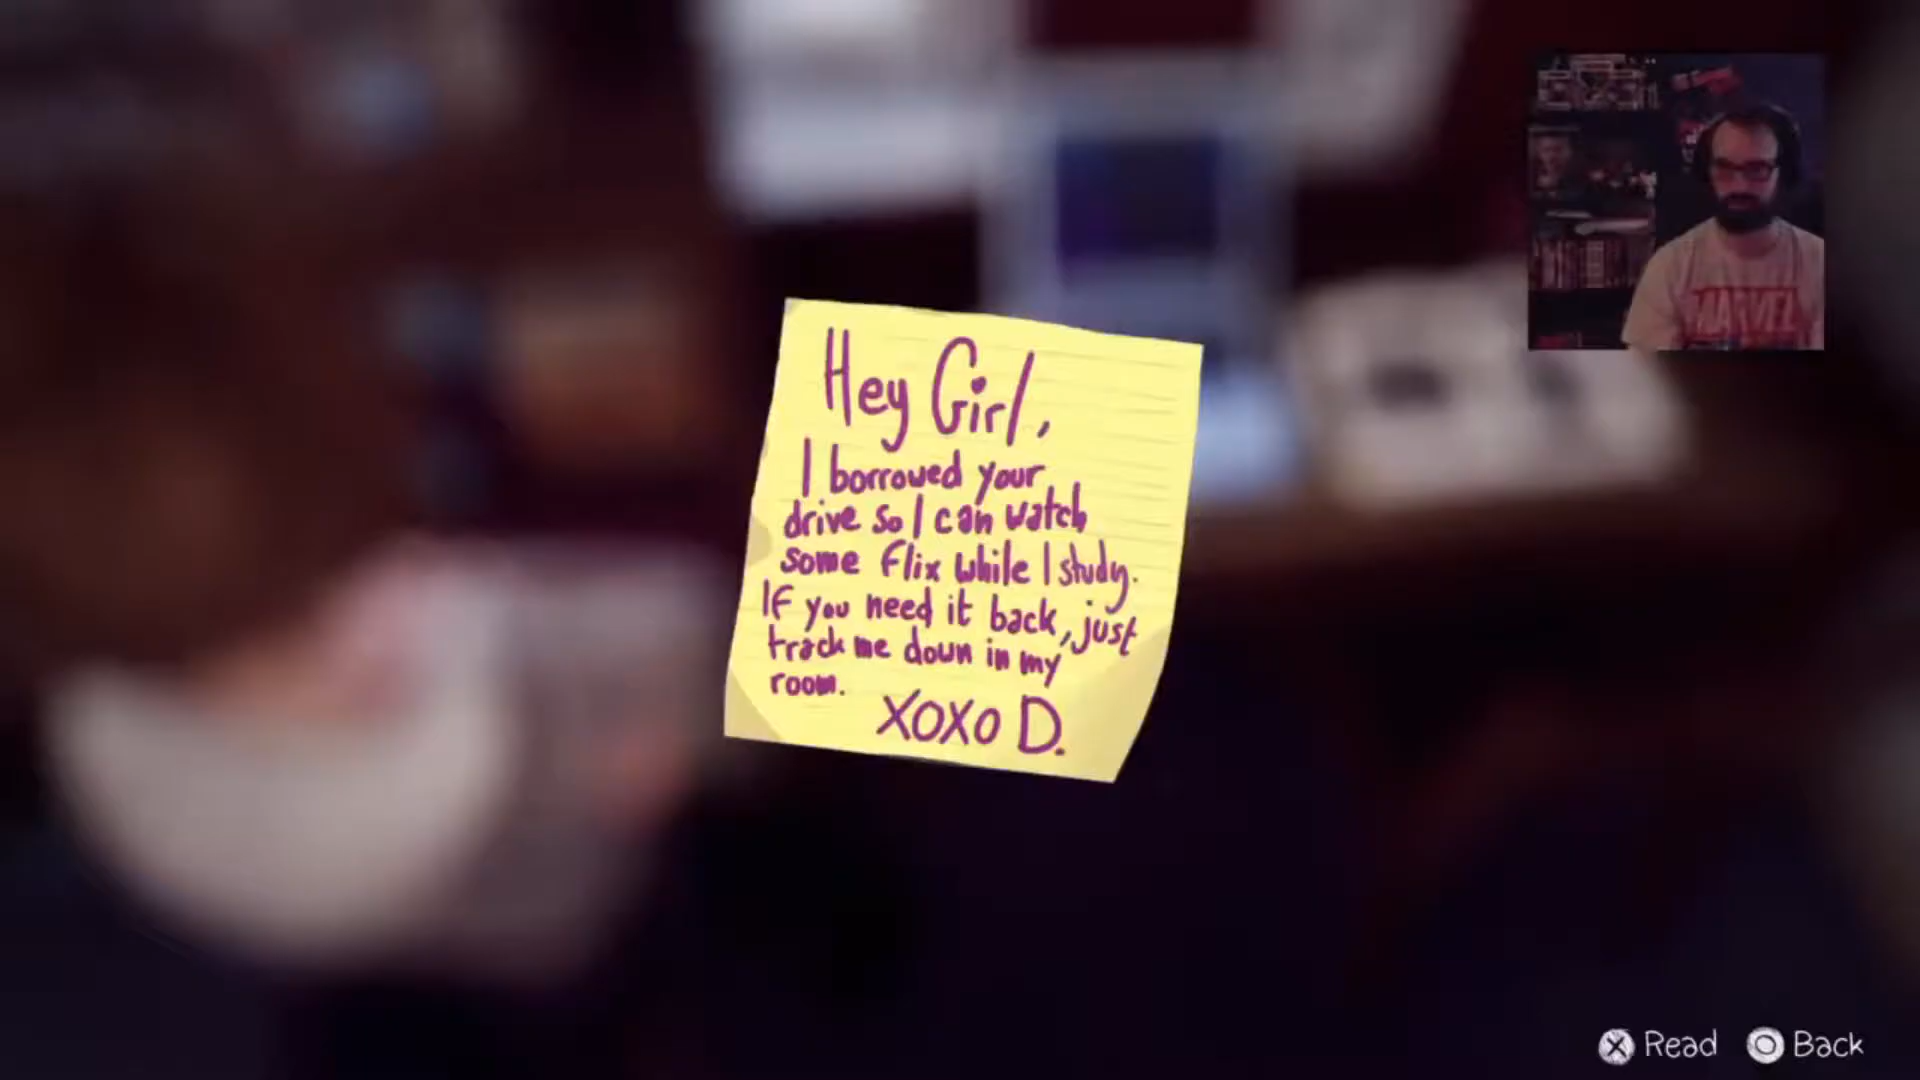 MARVEL
Hey Girl,
I borrowed your
drive so I can watch
some flix while I study.
If you need it back, just
track me down in my
room.
XOXO D.
Read
Back